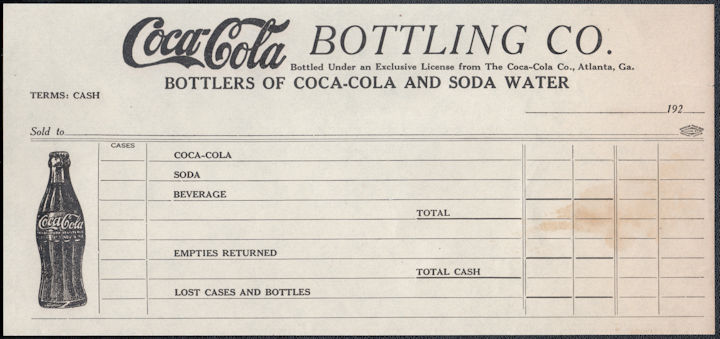 Coca-Cola BOTTLING CO.
Bottled Under an Exclusive License from The Coca-Cola Co., Atlanta, Ga.
BOTTLERS OF COCA-COLA AND SODA WATER
TERMS: CASH
192
Sold to
CASES
COCA-COLA
SODA
BEVERAGE
TOTAL
Coca-Cola
EMPTIES RETURNED
TOTAL CASH
LOST CASES AND BOTTLES